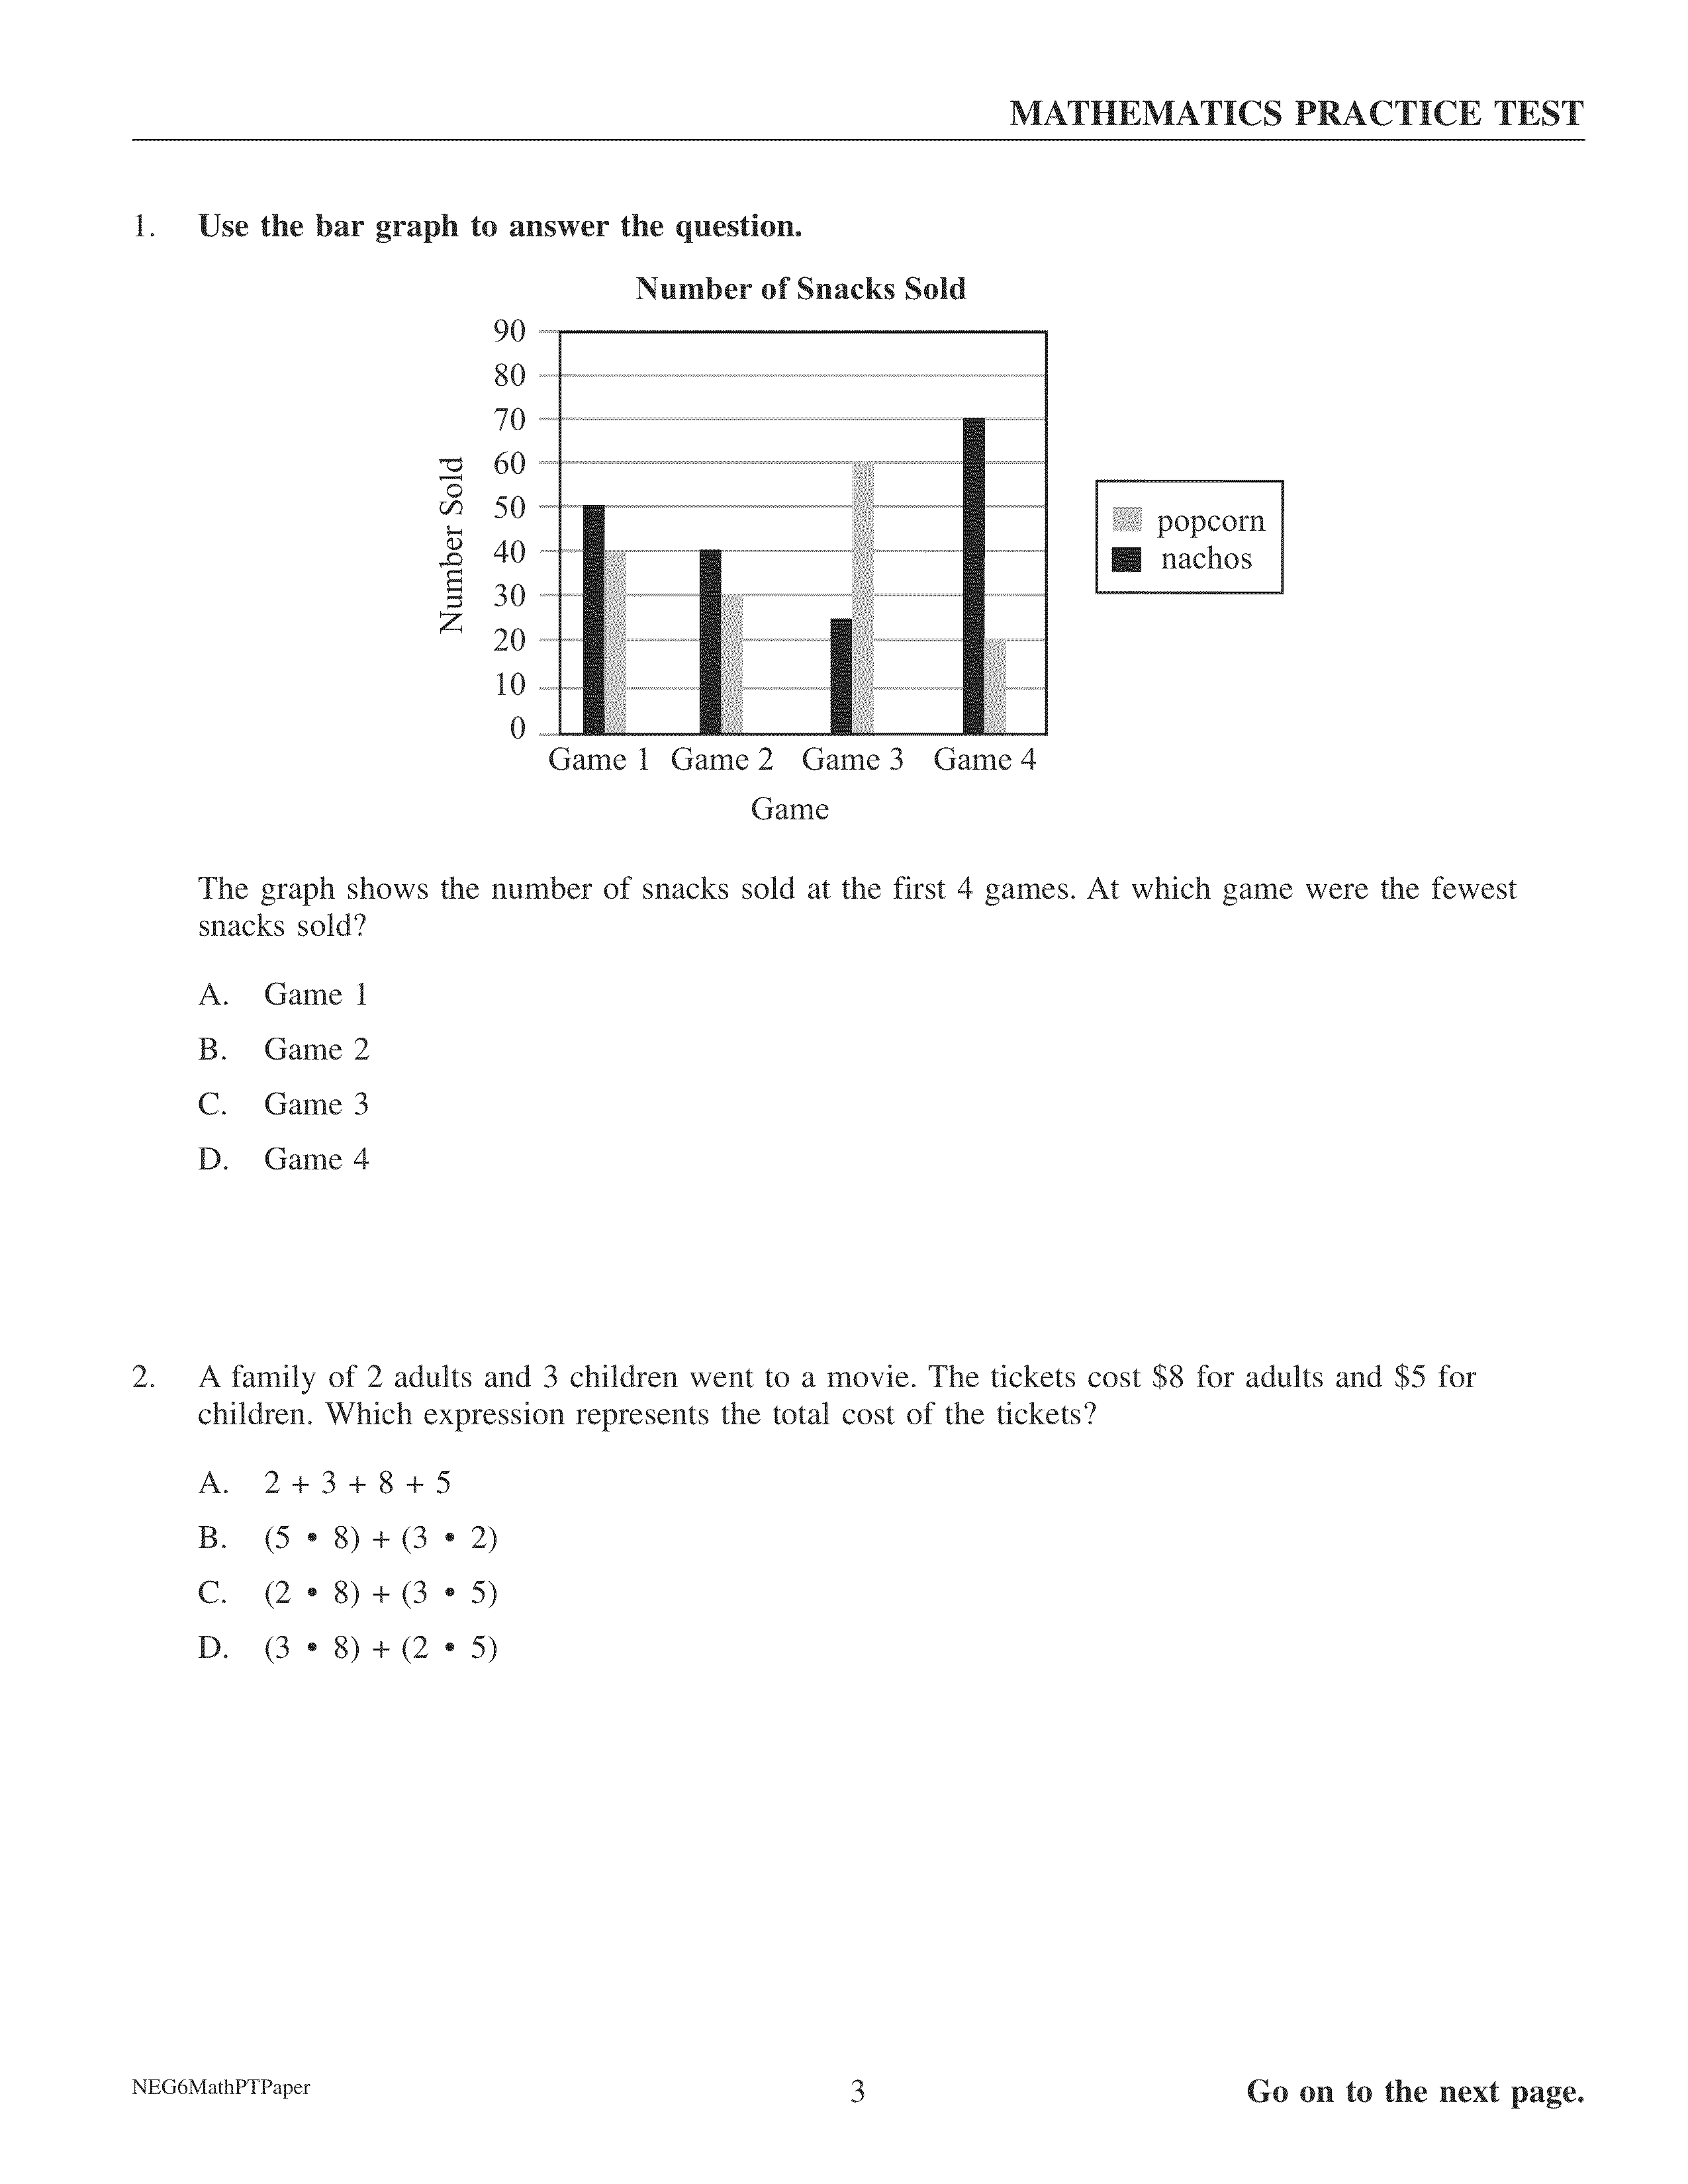 MATHEMATICS PRACTICE TEST
1. Use the bar graph to answer the question.
Number of Snacks Sold
90
80
70
60
50
40
30
20
10
0
Number Sold
Game 1 Game 2 Game 3 Game 4
Game
popcorn
nachos
The graph shows the number of snacks sold at the first 4 games. At which game were the fewest
snacks sold?
A. Game 1
B. Game 2
C. Game 3
D. Game 4
2. A family of 2 adults and 3 children went to a movie. The tickets cost $8 for adults and $5 for
children. Which expression represents the total cost of the tickets?
A. 2 + 3 + 8 + 5
B. (5 • 8) + (3 • 2)
C. (2 • 8) + (3 • 5)
D. (3 • 8) + (2 • 5)
NEG6MathPTPaper 3 Go on to the next page.